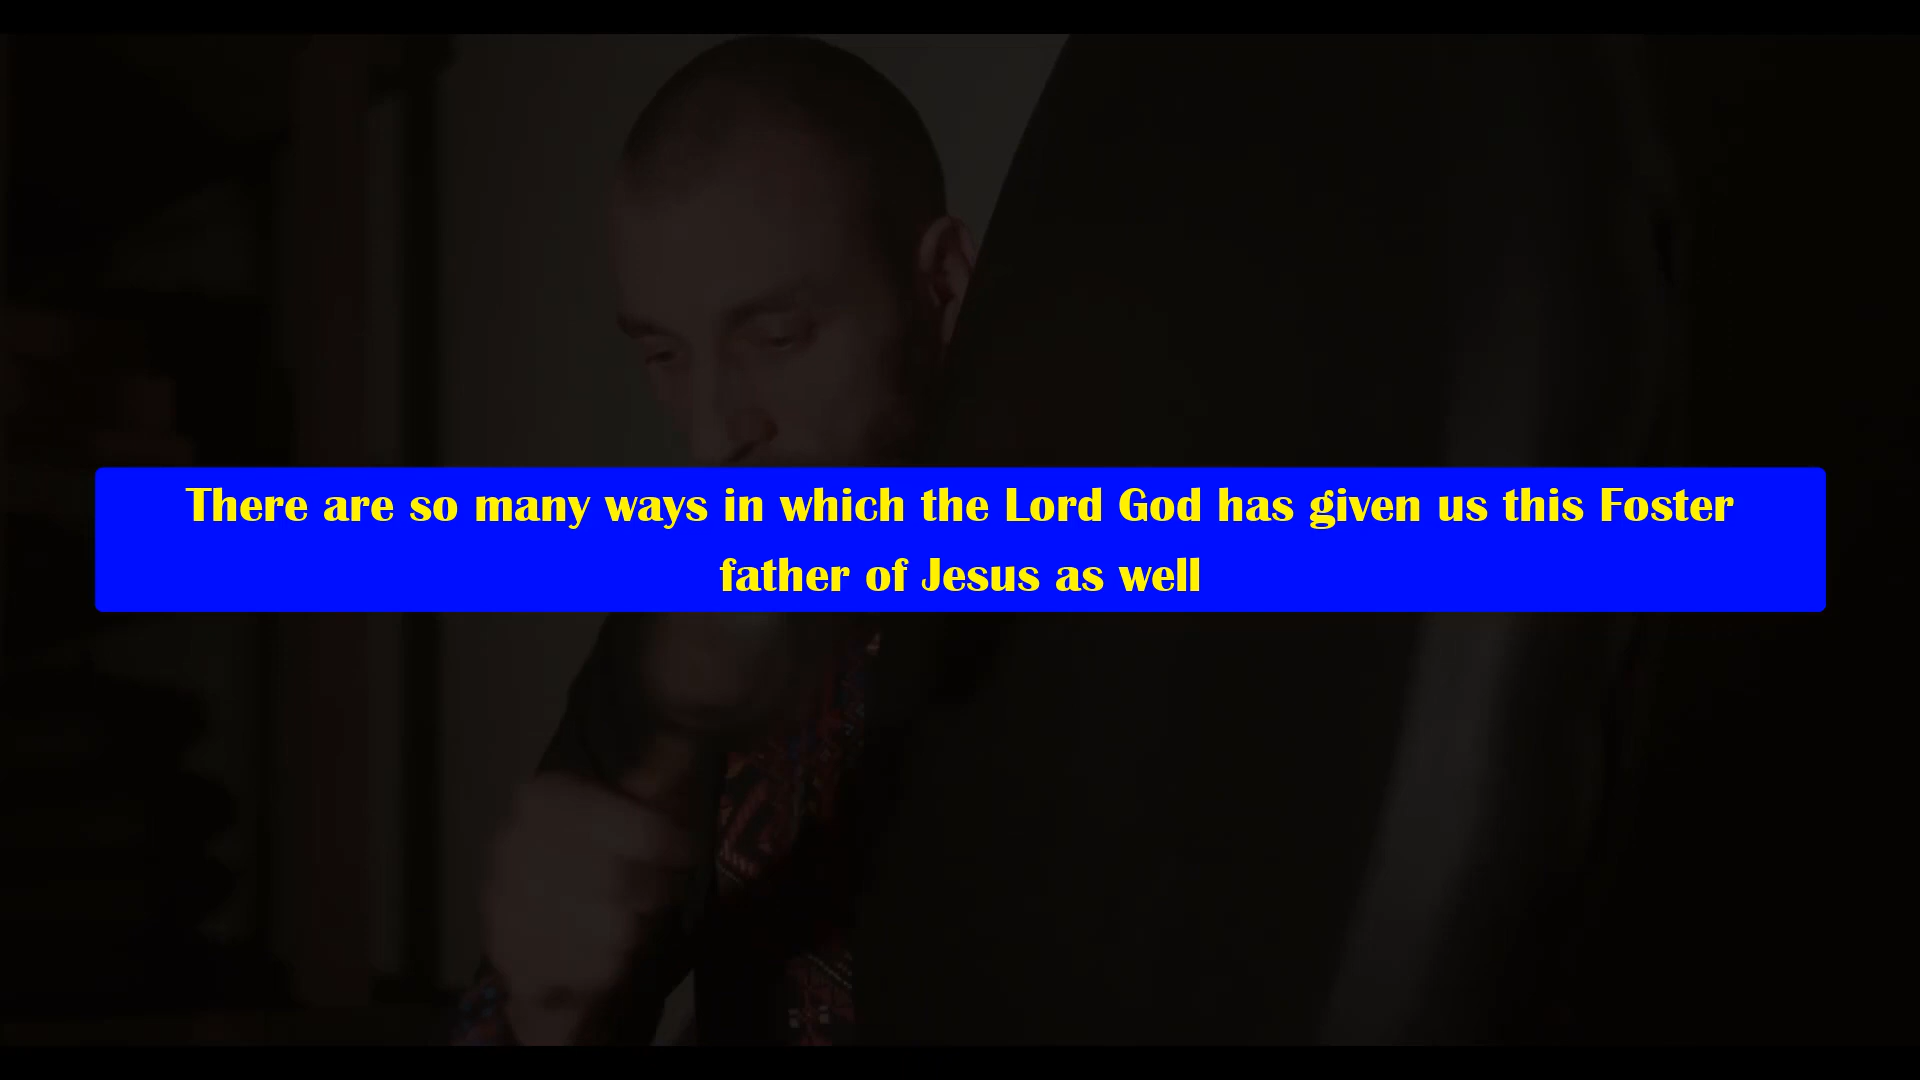 There are so many ways in which the Lord God has given us this Foster
father of Jesus as well